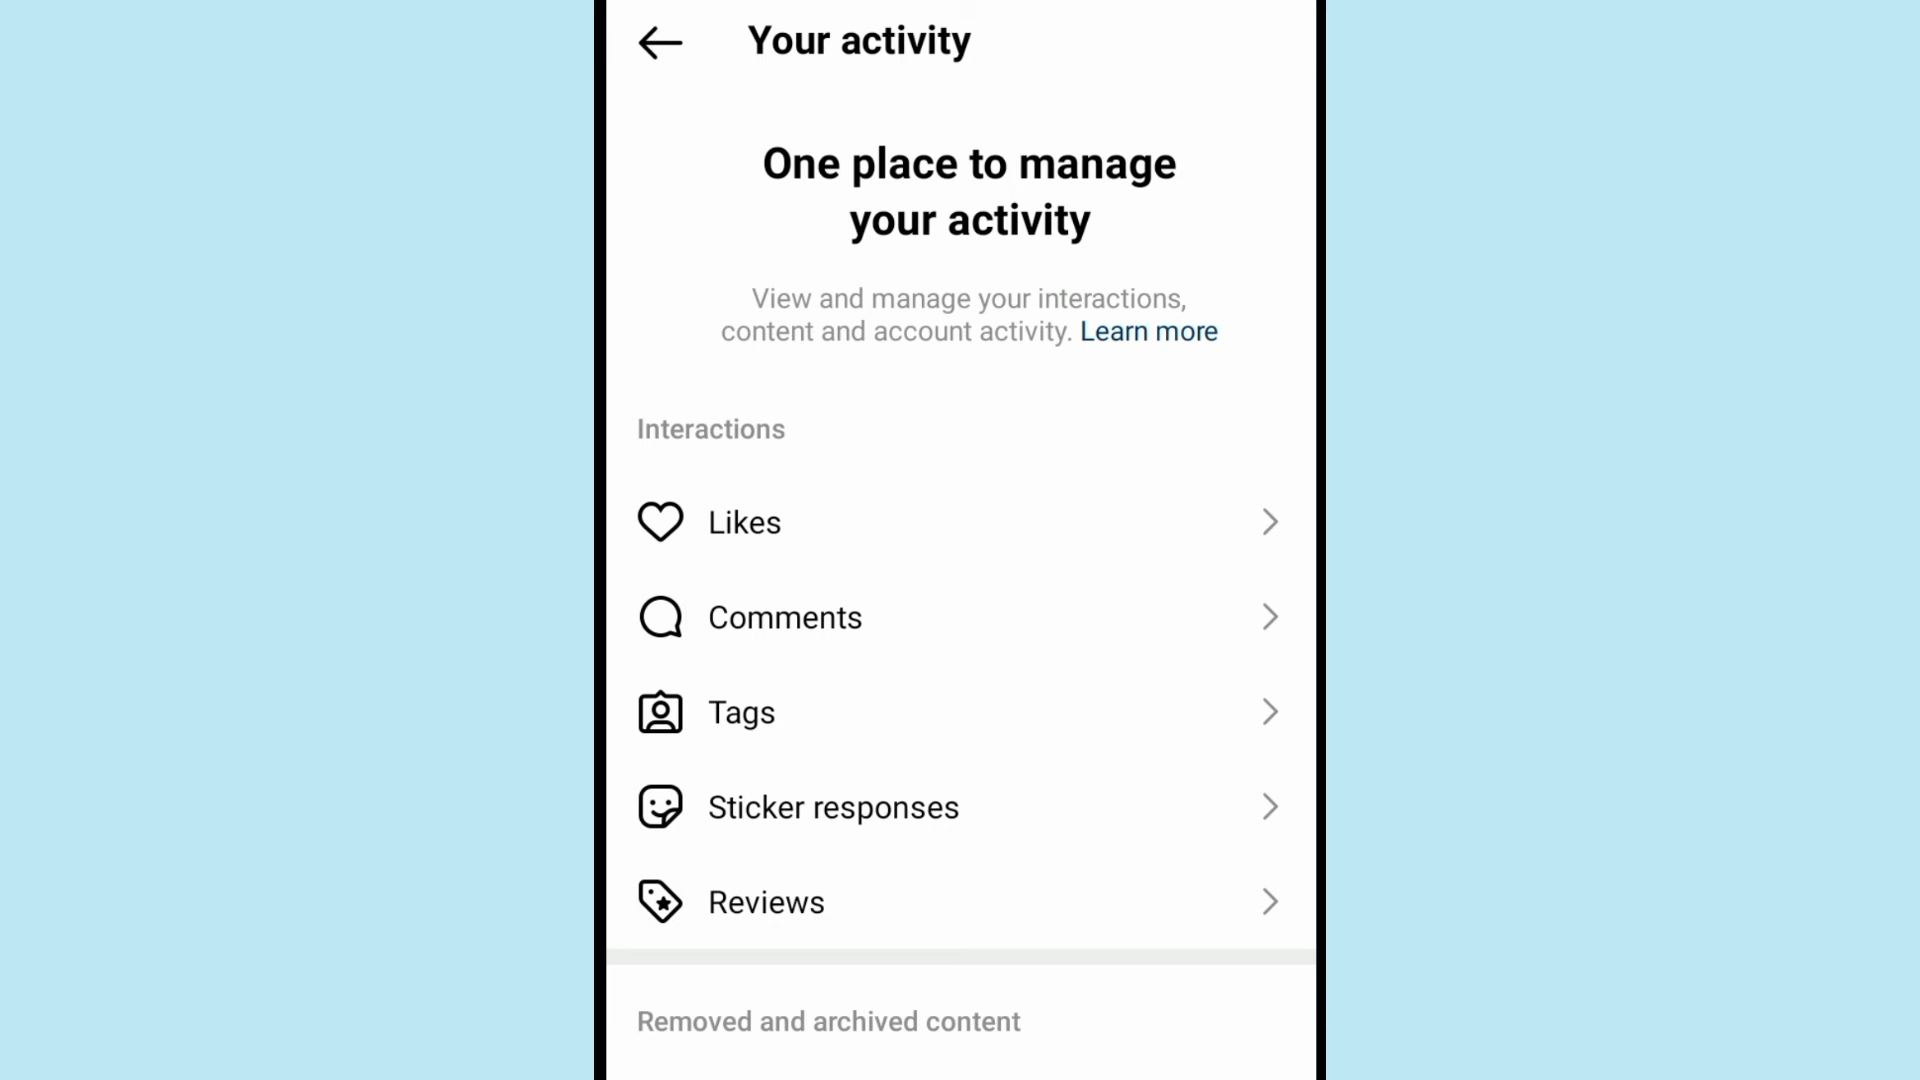 Your activity
One place to manage
your activity
View and manage your interactions,
content and account activity. Learn more
Interactions
Likes
Comments
Tags
Sticker responses
Reviews
Removed and archived content